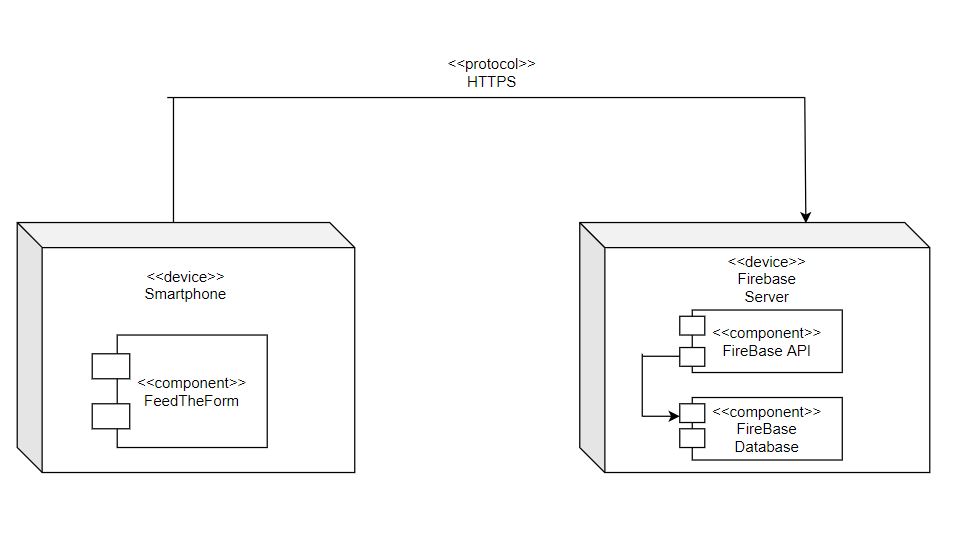 <<protocol>>
HTTPS
<<device>>
Smartphone
<<component>>
FeedTheForm
<<device>>
Firebase
Server
<<component>>
FireBase API
<<component>>
FireBase
Database